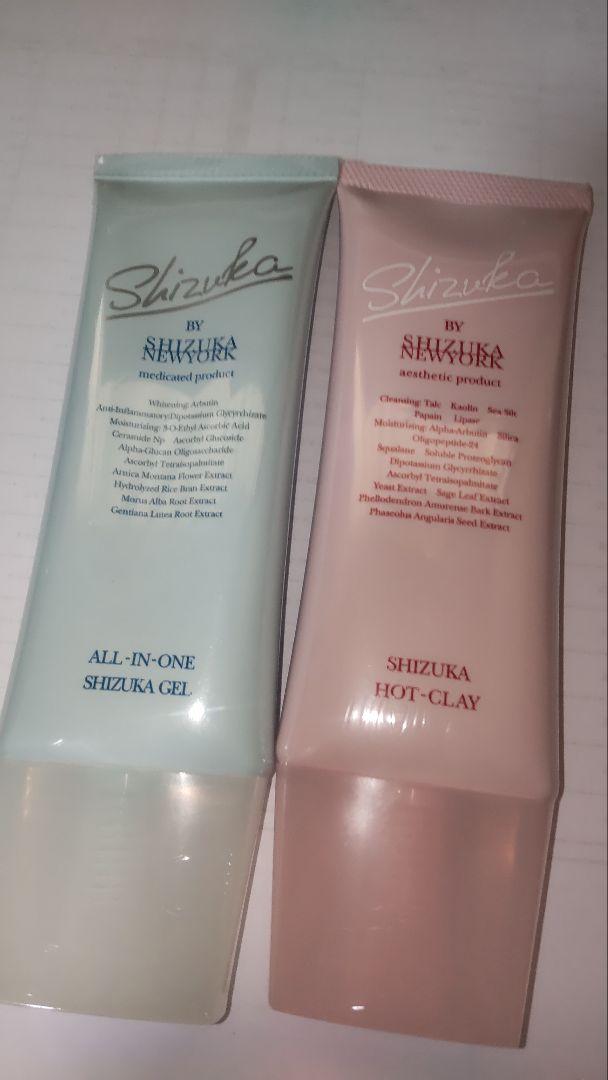 Shizuka
BY
SHIZUKA
NEWYORK
medicated product
Whitening: Arbutin
Anti-Inflammatory:Dipotassium Glycyrrhizate
Moisturising: 3-O-Ethyl Ascorbic Acid
Ceramide Np Ascorbyl Glucoside
Alpha-Glucan Oligosaccharide
Ascorbyl Tetraisopalmitate
Arnica Montana Flower Extract
Hydrolyzed Rice Bran Extract
Morus Alba Root Extract
Gentiana Lutea Root Extract
ALL-IN-ONE
SHIZUKA GEL
Shizuka
BY
SHIZUKA
NEWYORK
aesthetic product
Cleansing: Talc Kaolin Sea Silt
Papain Lipase
Moisturising: Alpha-Arbutin Silica
Oligopeptide-24
Squalane Soluble Proteoglycan
Dipotassium Glycyrrhizate
Ascorbyl Tetraisopalmitate
Yeast Extract Sage Leaf Extract
Phellodendron Amurense Bark Extract
Phaseolus Angularis Seed Extract
SHIZUKA
HOT-CLAY